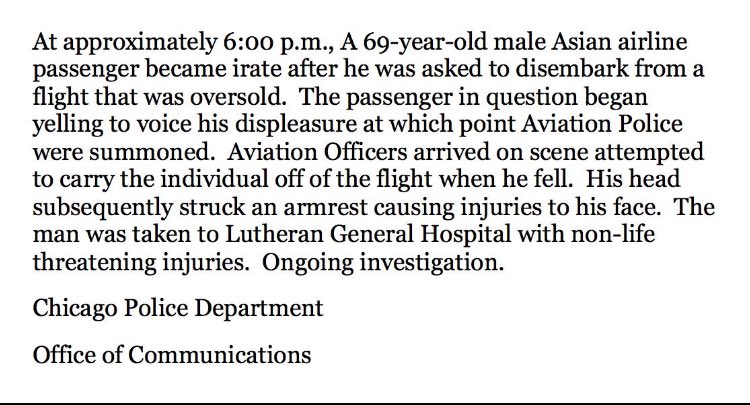 At approximately 6:00 p.m., A 69-year-old male Asian airline
passenger became irate after he was asked to disembark from a
flight that was oversold.  The passenger in question began
yelling to voice his displeasure at which point Aviation Police
were summoned.  Aviation Officers arrived on scene attempted
to carry the individual off of the flight when he fell.  His head
subsequently struck an armrest causing injuries to his face.  The
man was taken to Lutheran General Hospital with non-life
threatening injuries.  Ongoing investigation.
Chicago Police Department
Office of Communications